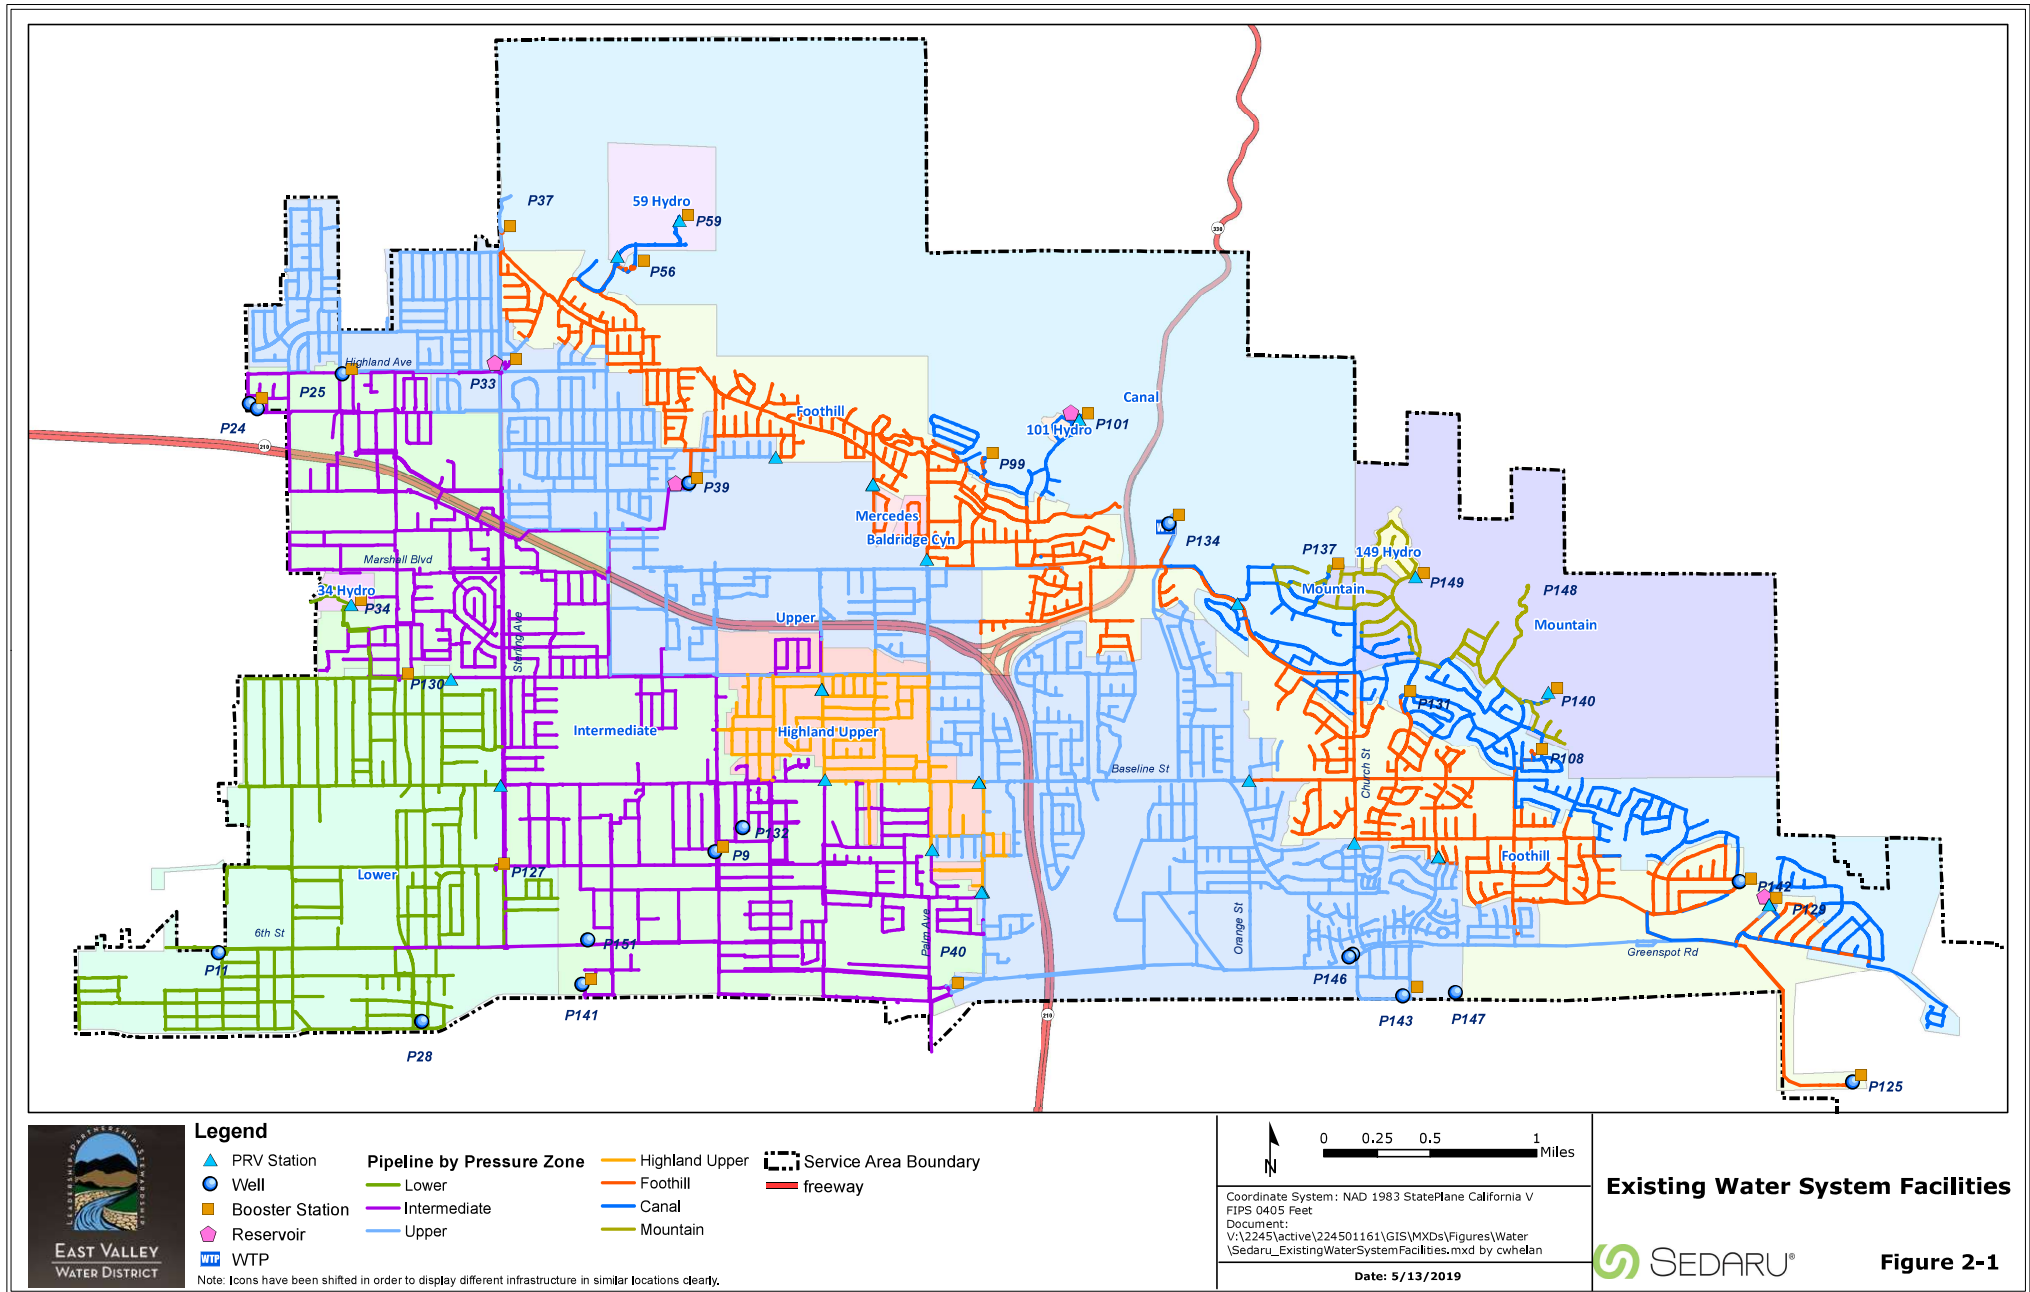 P37
59 Hydro
P59
P56
330
Highland Ave
P33
P25
P24
210
Foothill
Canal
101 Hydro
P101
P99
P39
Mercedes
Baldridge Cyn
WTP
P134
Marshall Blvd
34 Hydro
P34
Sterling Ave
P137
149 Hydro
P149
Mountain
P148
Mountain
Upper
P130
P140
P131
Intermediate
Highland Upper
P108
Baseline St
Church St
P132
P9
P127
Lower
Foothill
P142
P129
6th St
P11
P151
Palm Ave
P40
Orange St
P146
Greenspot Rd
P141
P143
P147
210
P28
P125
LEADERSHIP · PARTNERSHIP · STEWARDSHIP
EAST VALLEY
WATER DISTRICT
Legend
PRV Station
Well
Booster Station
Reservoir
WTP WTP
Pipeline by Pressure Zone
Lower
Intermediate
Upper
Highland Upper
Foothill
Canal
Mountain
Service Area Boundary
freeway
Note: Icons have been shifted in order to display different infrastructure in similar locations clearly.
N
0 0.25 0.5 1
Miles
Coordinate System: NAD 1983 StatePlane California V
FIPS 0405 Feet
Document:
V:\2245\active\224501161\GIS\MXDs\Figures\Water
\Sedaru_ExistingWaterSystemFacilities.mxd by cwhelan
Date: 5/13/2019
Existing Water System Facilities
SEDARU®
Figure 2-1